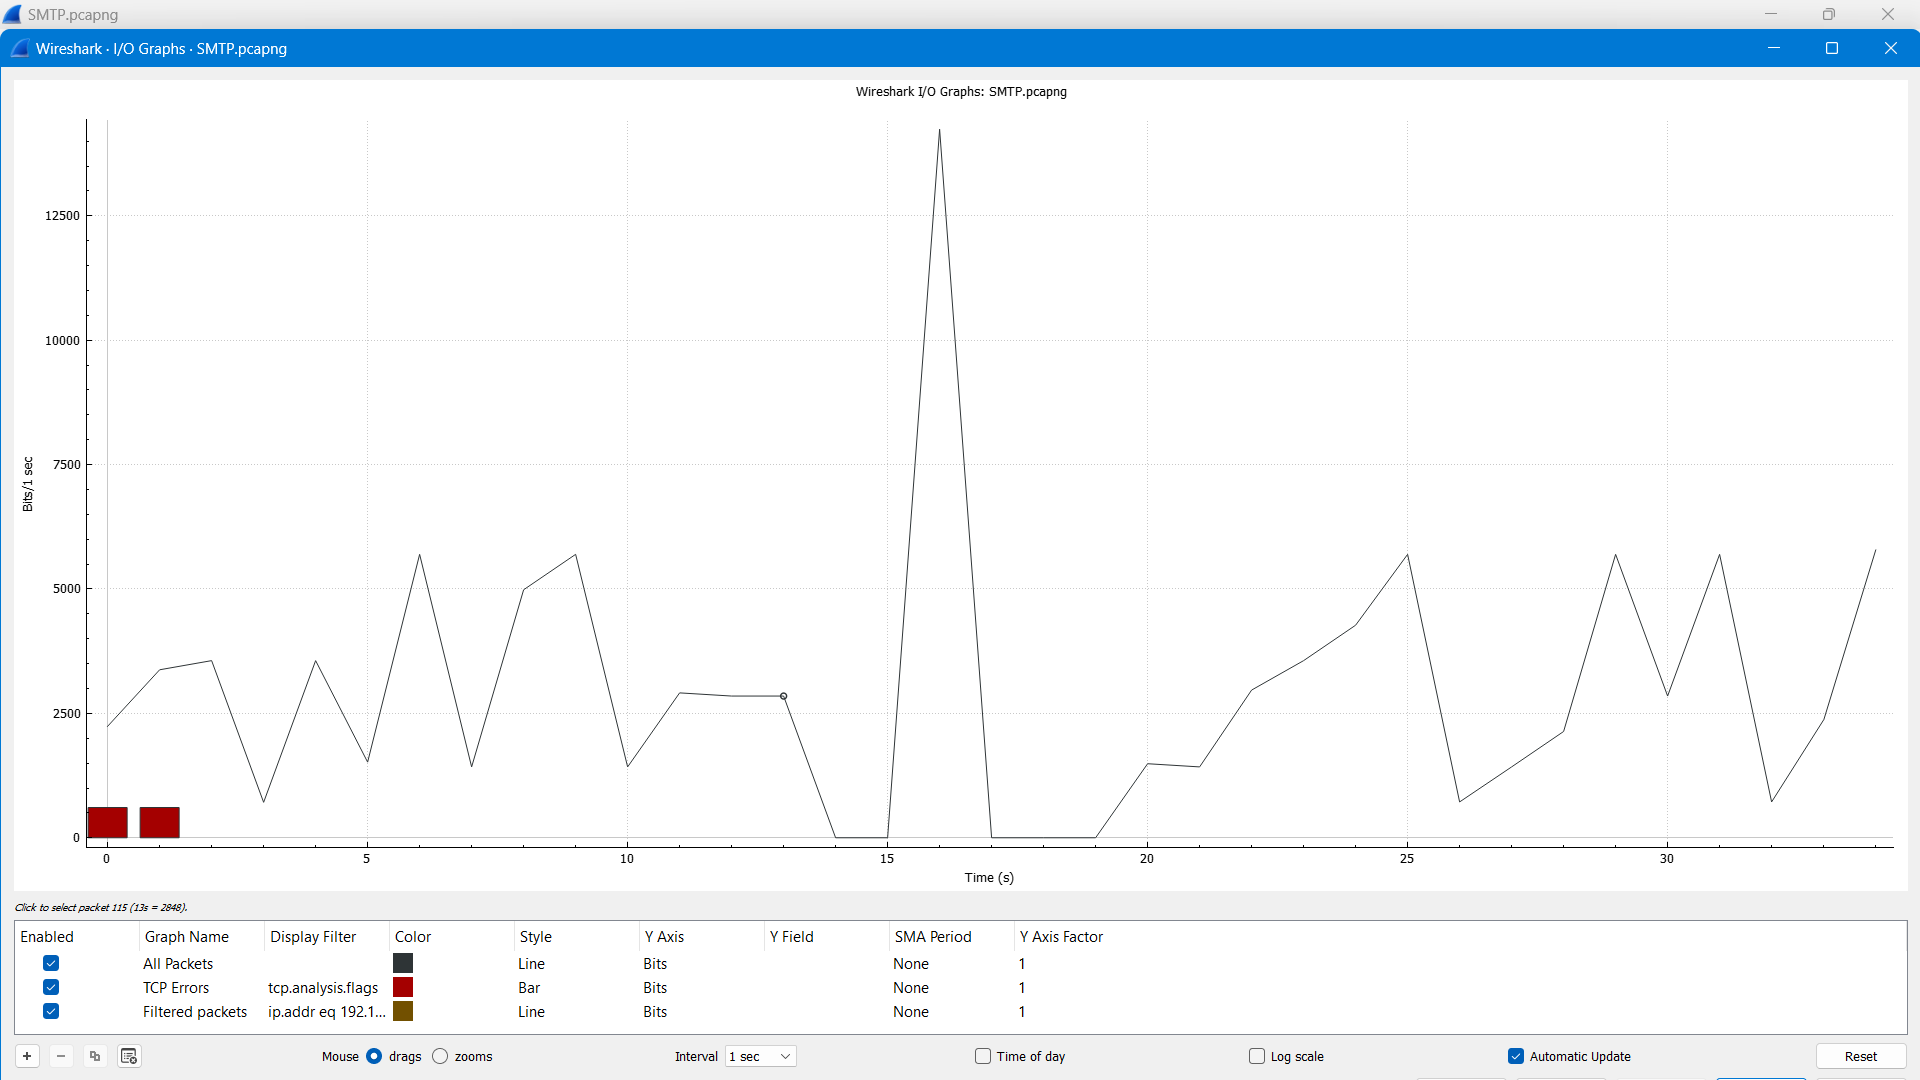 SMTP.pcapng
Wireshark · I/O Graphs · SMTP.pcapng
Wireshark I/O Graphs: SMTP.pcapng
12500
10000
7500
5000
2500
0
Bits/1 sec
0 5 10 15 20 25 30
Time (s)
Click to select packet 115 (13s = 2848).
Enabled Graph Name Display Filter Color Style Y Axis Y Field SMA Period Y Axis Factor
All Packets Line Bits None 1
TCP Errors tcp.analysis.flags Bar Bits None 1
Filtered packets ip.addr eq 192.1... Line Bits None 1
+ − Mouse drags zooms Interval 1 sec Time of day Log scale Automatic Update Reset